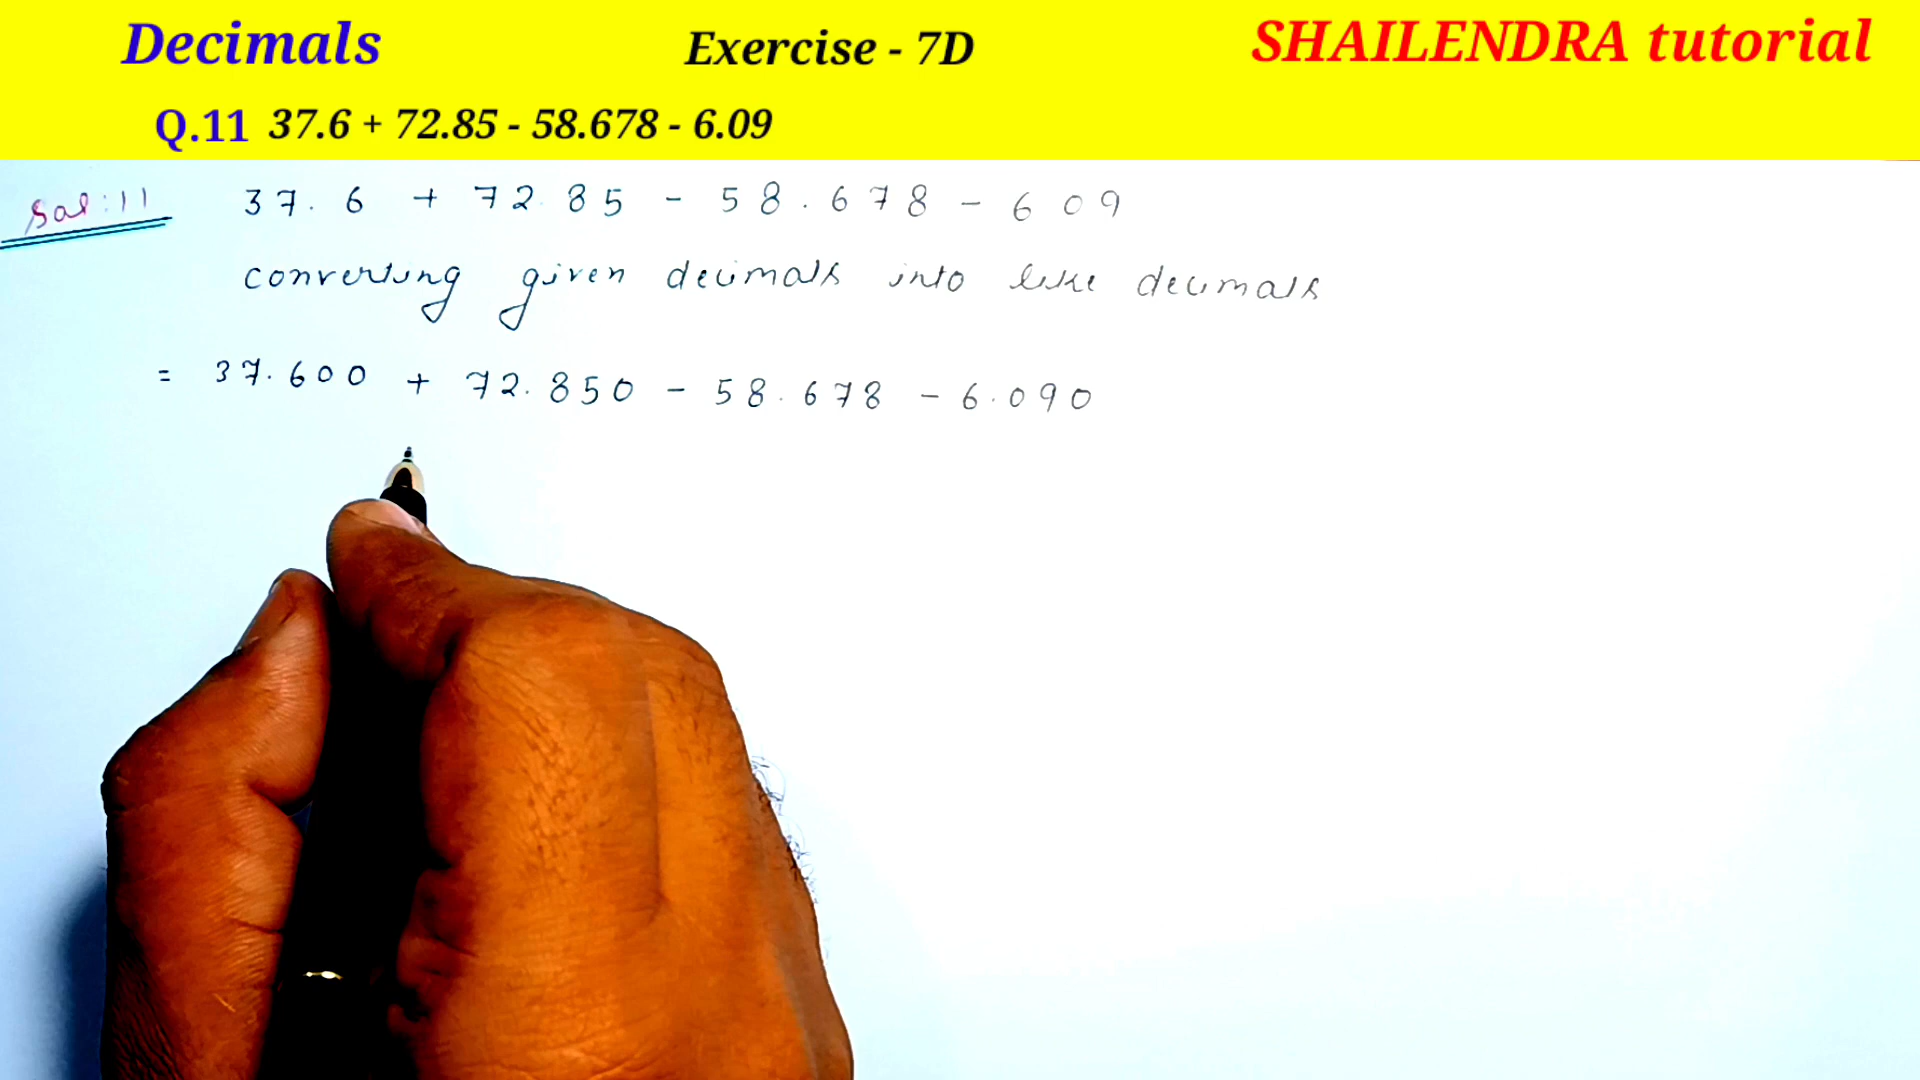 Decimals Exercise - 7D SHAILENDRA tutorial
Q.11 37.6 + 72.85 - 58.678 - 6.09
Sol:11 37.6 + 72.85 - 58.678 - 6 09
converting given decimals into like decimals
= 37.600 + 72.850 - 58.678 - 6.090